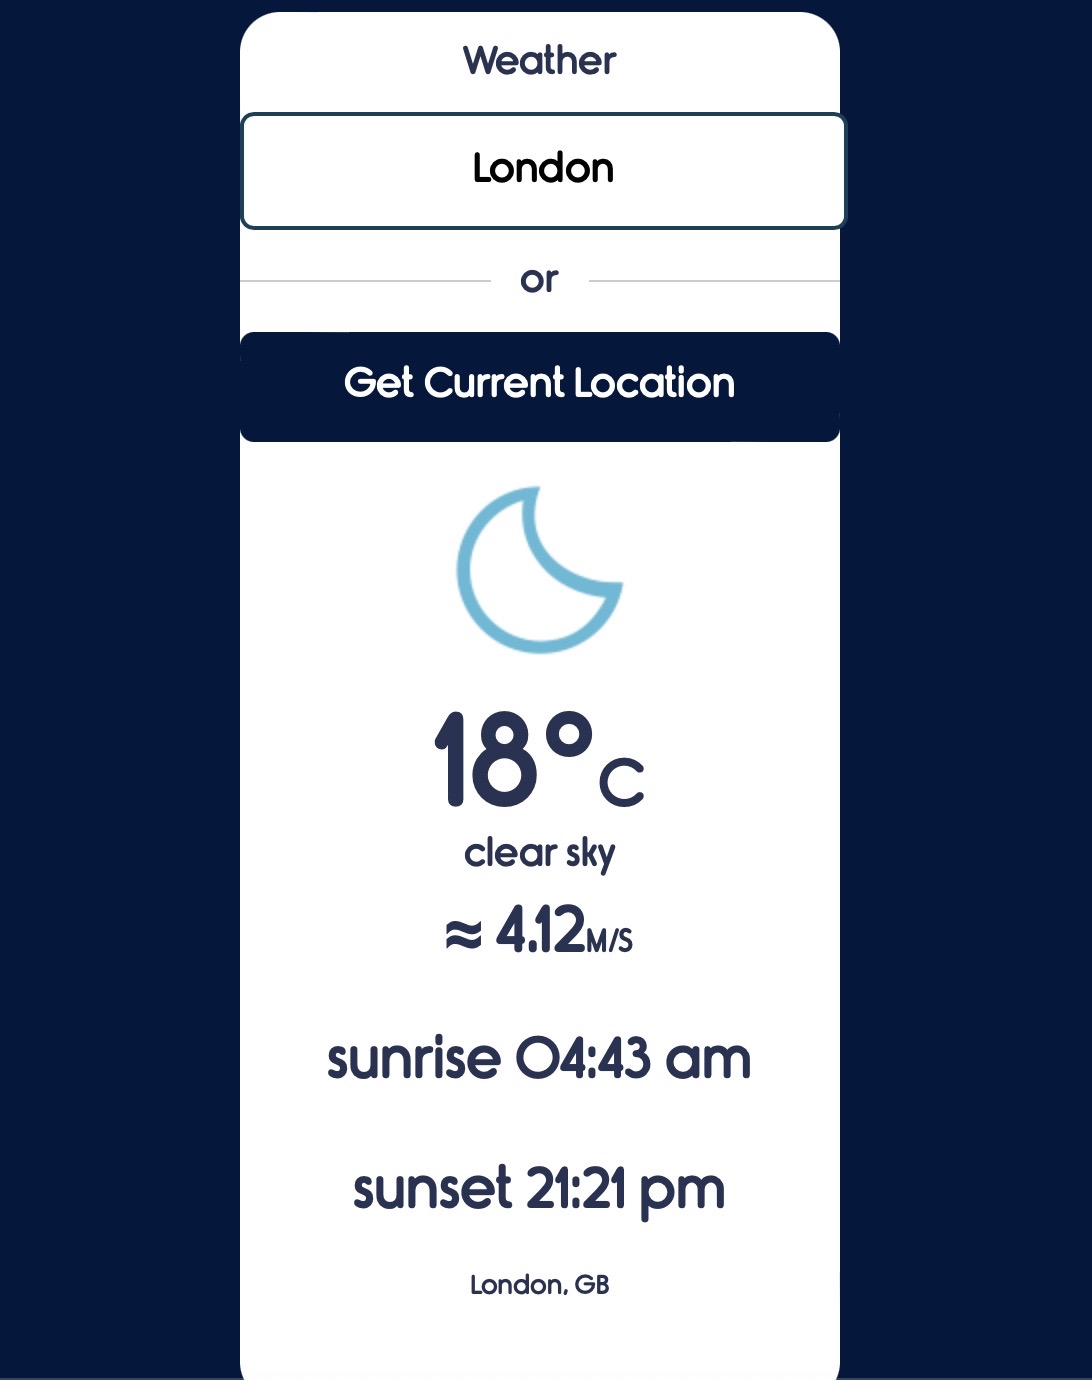 Weather
London
or
Get Current Location
18°C
clear sky
≈ 4.12M/S
sunrise 04:43 am
sunset 21:21 pm
London, GB